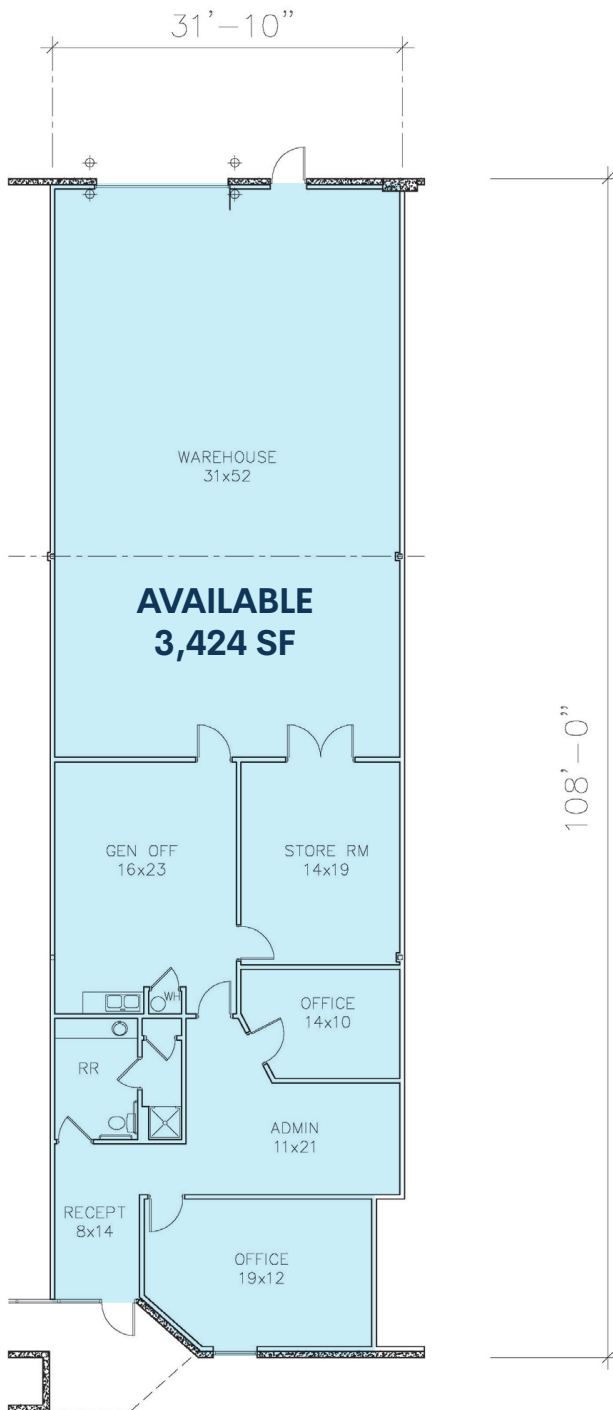 31'-10"
WAREHOUSE
31x52
AVAILABLE
3,424 SF
108'-0"
GEN OFF
16x23
STORE RM
14x19
WH
OFFICE
14x10
RR
ADMIN
11x21
RECEPT
8x14
OFFICE
19x12